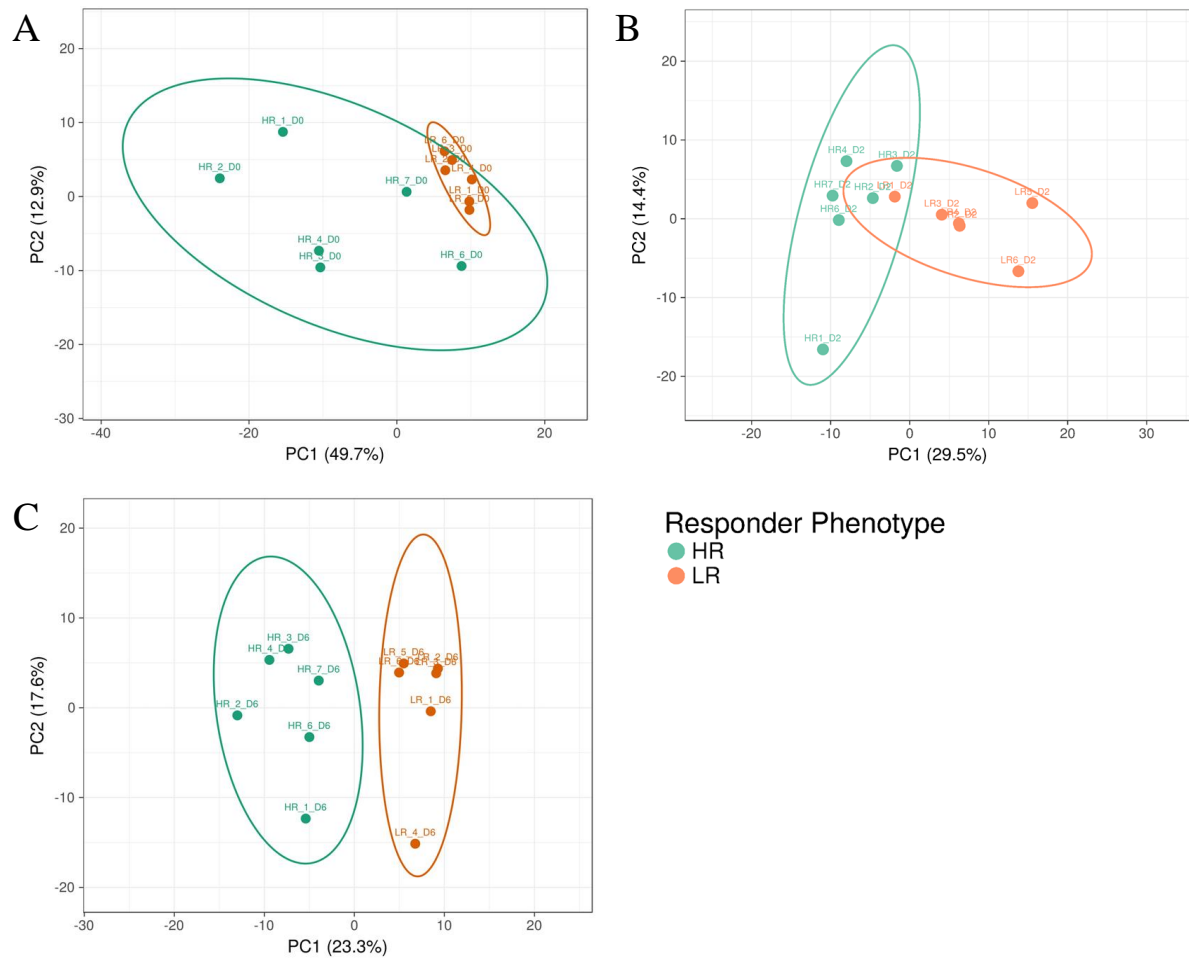 A
20
10
0
-10
-20
-30
-40
-20
0
20
PC2 (12.9%)
PC1 (49.7%)
HR_1_D0
HR_2_D0
HR_7_D0
HR_4_D0
HR_6_D0
LR_6_D0
LR_1_D0
B
20
10
0
-10
-20
-20
-10
0
10
20
30
PC2 (14.4%)
PC1 (29.5%)
HR4_D2
HR3_D2
HR7_D2
HR2_D2
LR1_D2
HR6_D2
HR1_D2
LR3_D2
LR5_D2
LR6_D2
C
20
10
0
-10
-20
-30
-20
-10
0
10
20
PC2 (17.6%)
PC1 (23.3%)
HR_3_D6
HR_7_D6
HR_2_D6
HR_6_D6
HR_1_D6
LR_5_D6
LR_2_D6
LR_1_D6
LR_4_D6
Responder Phenotype
HR
LR